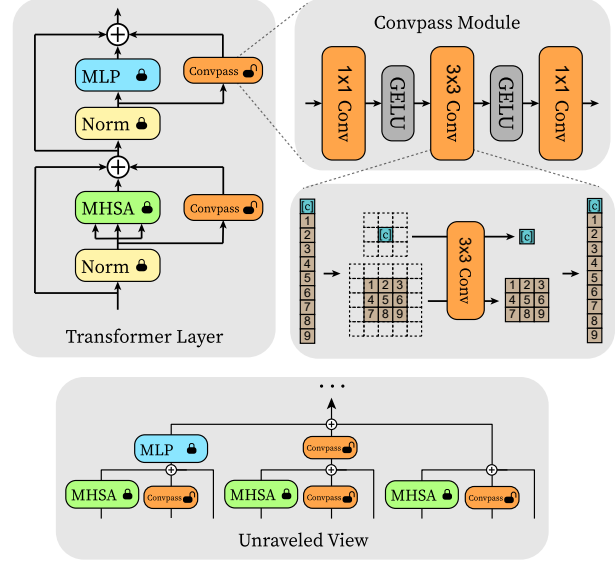 MLP
Convpass
Norm
MHSA
Convpass
Norm
Transformer Layer
Convpass Module
1x1 Conv
GELU
3x3 Conv
GELU
1x1 Conv
[c]
1
2
3
4
5
6
7
8
9
[c]
1 2 3
4 5 6
7 8 9
3x3 Conv
[c]
1 2 3
4 5 6
7 8 9
[c]
1
2
3
4
5
6
7
8
9
...
MLP
Convpass
MHSA
Convpass
MHSA
Convpass
MHSA
Convpass
Unraveled View